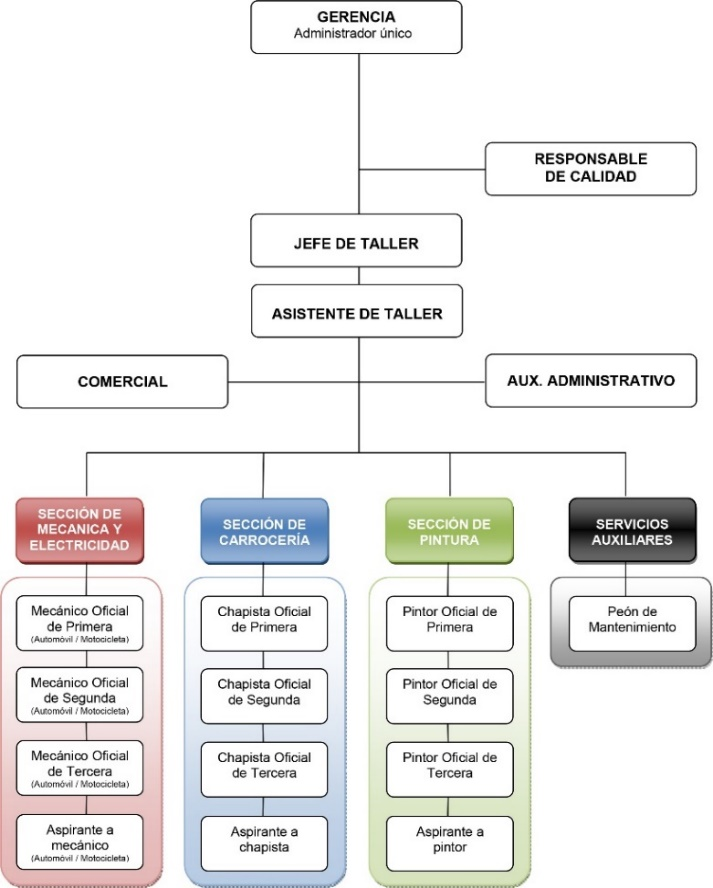 GERENCIA
Administrador único
RESPONSABLE
DE CALIDAD
JEFE DE TALLER
ASISTENTE DE TALLER
COMERCIAL
AUX. ADMINISTRATIVO
SECCIÓN DE
MECANICA Y
ELECTRICIDAD
Mecánico Oficial
de Primera
(Automóvil / Motocicleta)
Mecánico Oficial
de Segunda
(Automóvil / Motocicleta)
Mecánico Oficial
de Tercera
(Automóvil / Motocicleta)
Aspirante a
mecánico
(Automóvil / Motocicleta)
SECCIÓN DE
CARROCERÍA
Chapista Oficial
de Primera
Chapista Oficial
de Segunda
Chapista Oficial
de Tercera
Aspirante a
chapista
SECCIÓN DE
PINTURA
Pintor Oficial de
Primera
Pintor Oficial de
Segunda
Pintor Oficial de
Tercera
Aspirante a
pintor
SERVICIOS
AUXILIARES
Peón de
Mantenimiento